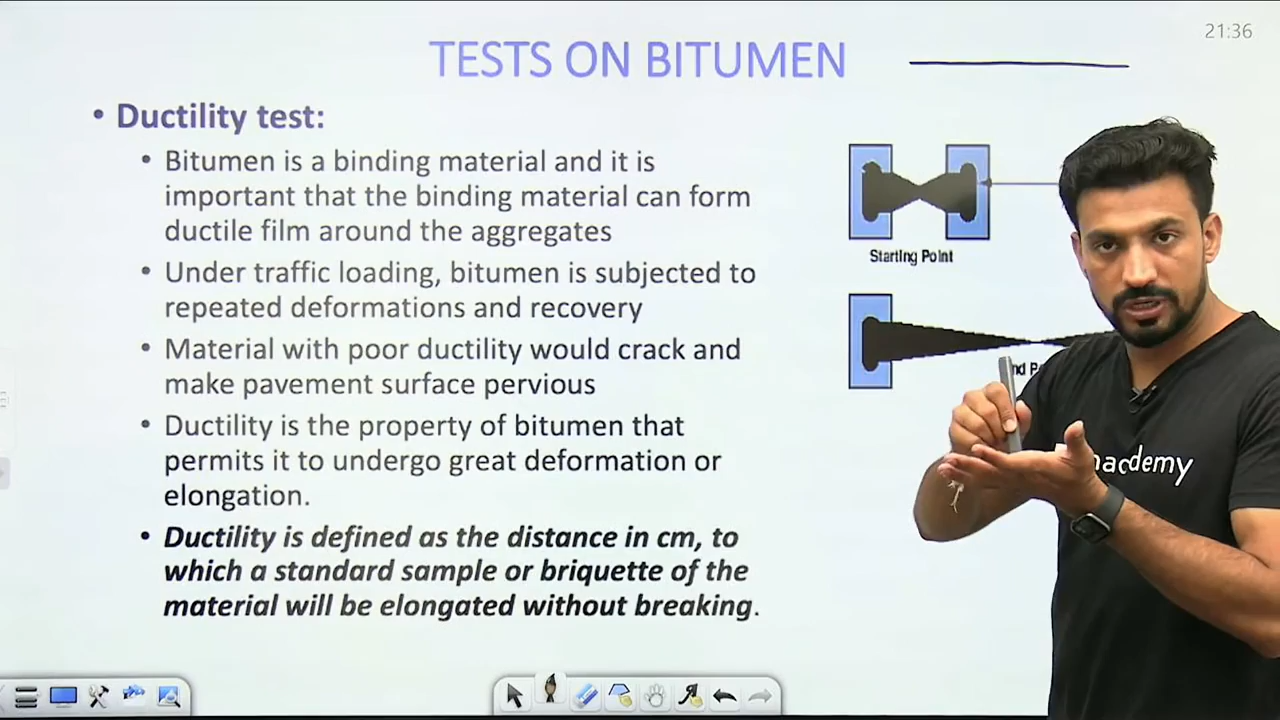 21:36
TESTS ON BITUMEN
• Ductility test:
• Bitumen is a binding material and it is
important that the binding material can form
ductile film around the aggregates
• Under traffic loading, bitumen is subjected to
repeated deformations and recovery
• Material with poor ductility would crack and
make pavement surface pervious
• Ductility is the property of bitumen that
permits it to undergo great deformation or
elongation.
• Ductility is defined as the distance in cm, to
which a standard sample or briquette of the
material will be elongated without breaking.
Starting Point